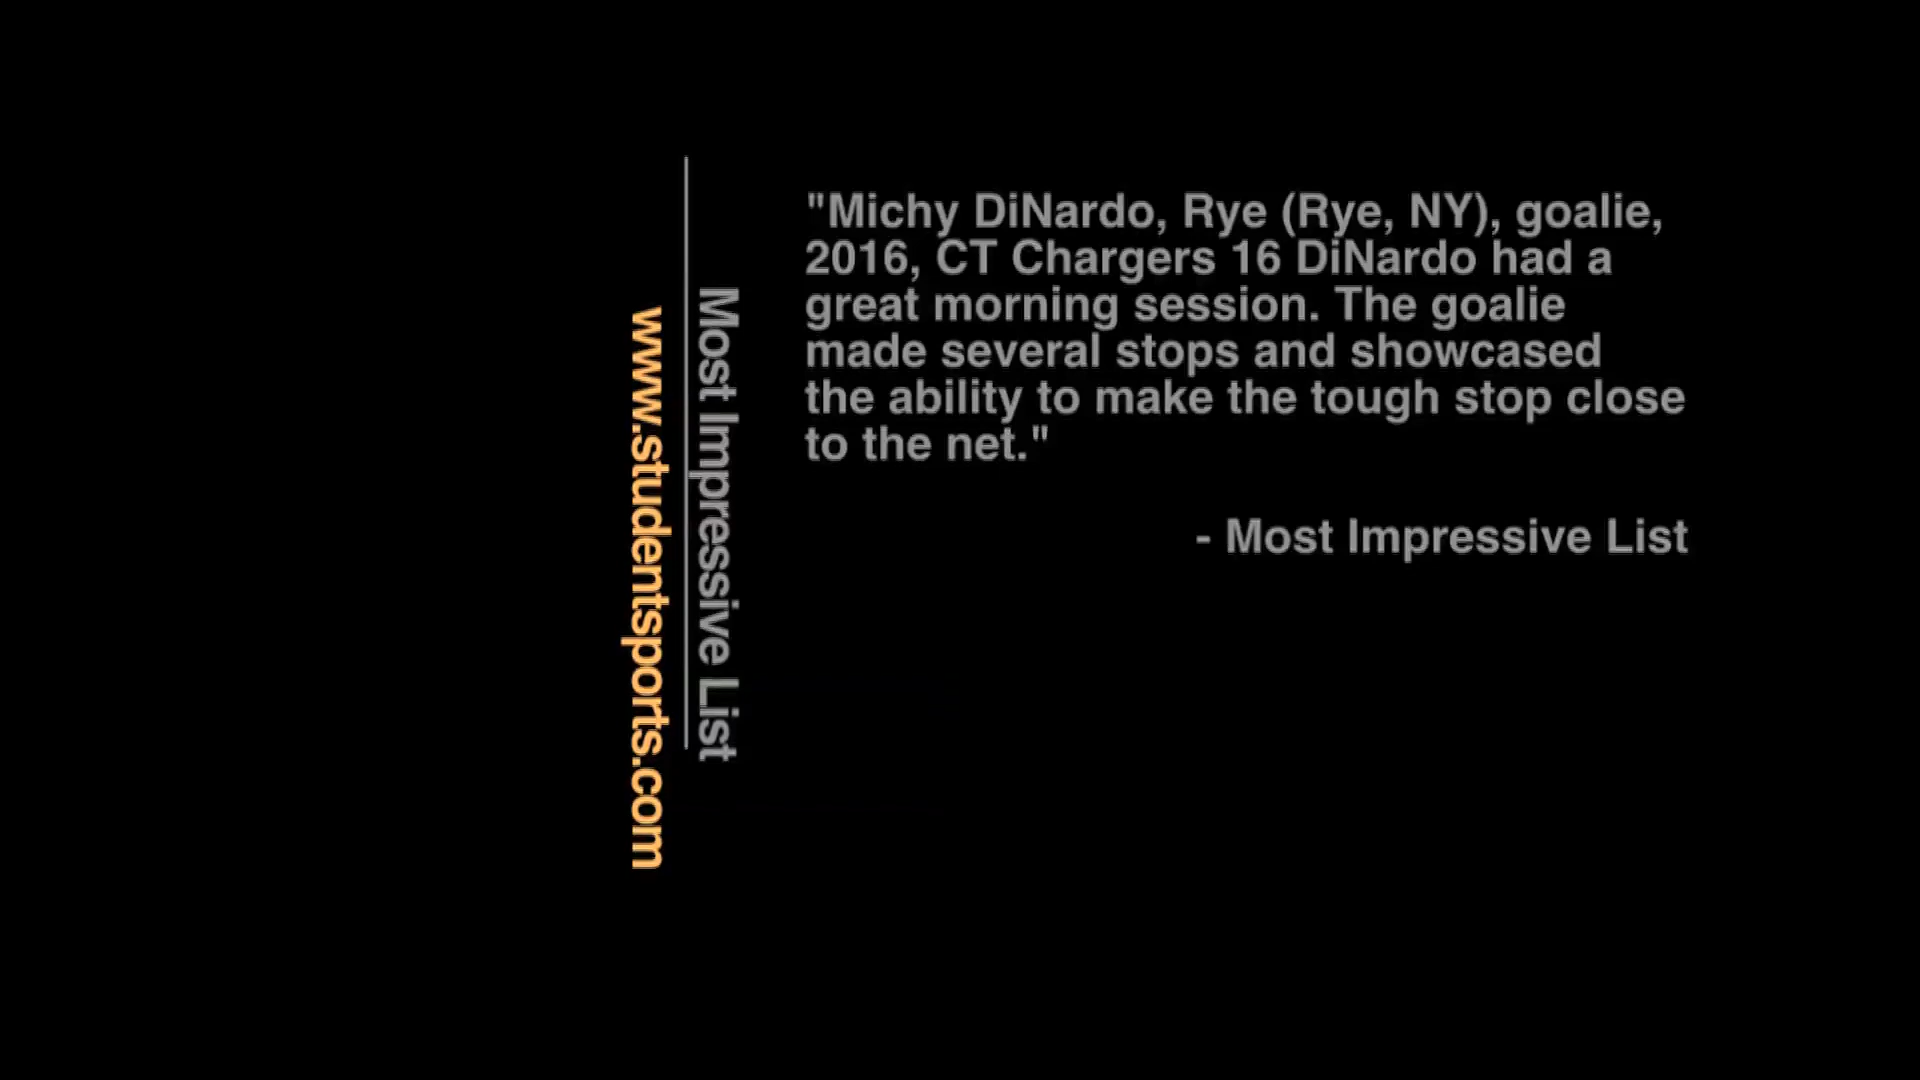 www.studentsports.com
Most Impressive List
"Michy DiNardo, Rye (Rye, NY), goalie,
2016, CT Chargers 16 DiNardo had a
great morning session. The goalie
made several stops and showcased
the ability to make the tough stop close
to the net."
- Most Impressive List